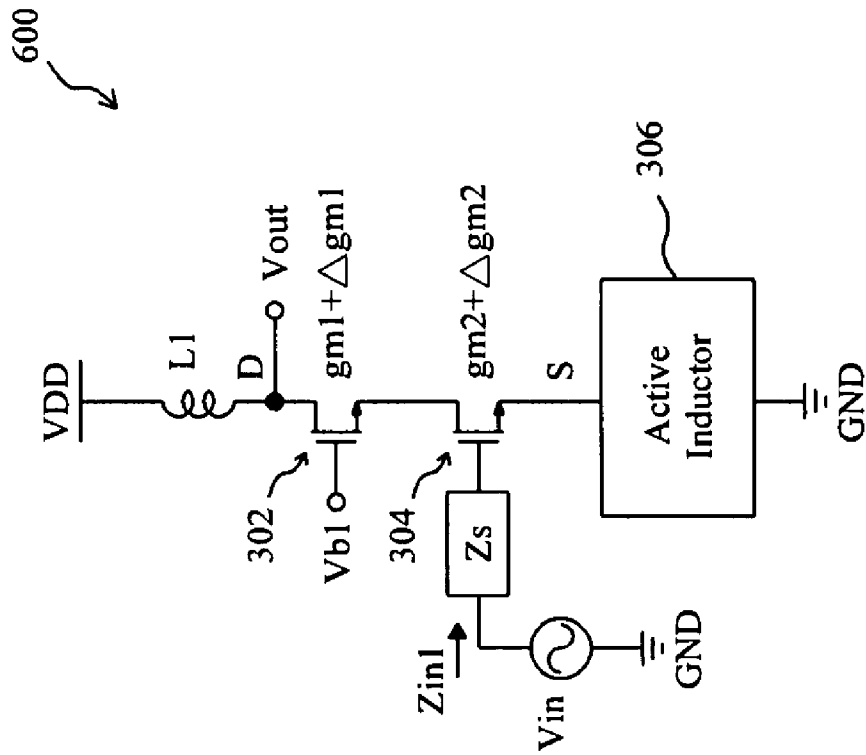 600
VDD
L1
D
Vout
302
gm1+△gm1
Vb1
304
gm2+△gm2
Zs
Zin1
S
306
Active
Inductor
Vin
GND
GND